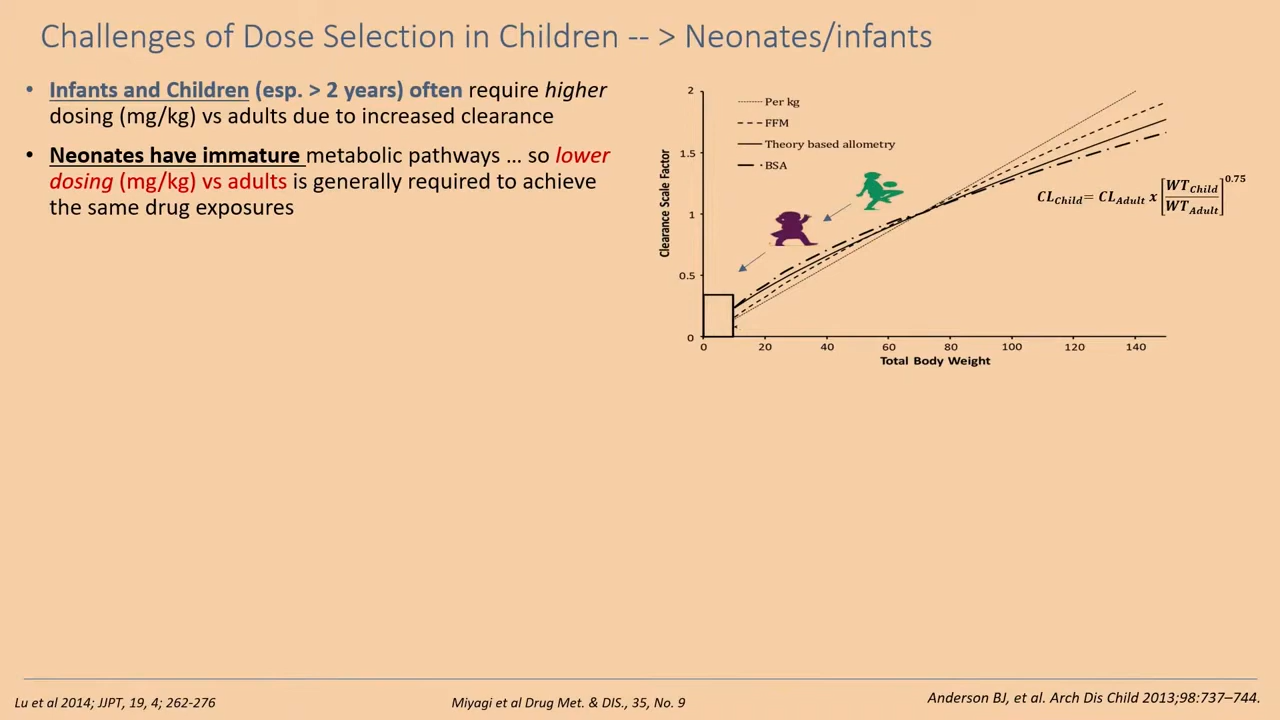 Challenges of Dose Selection in Children -- > Neonates/infants
• Infants and Children (esp. > 2 years) often require higher
dosing (mg/kg) vs adults due to increased clearance
• Neonates have immature metabolic pathways … so lower
dosing (mg/kg) vs adults is generally required to achieve
the same drug exposures
2
1.5
1
0.5
0
Clearance Scale Factor
Per kg
FFM
Theory based allometry
BSA
0 20 40 60 80 100 120 140
Total Body Weight
CL_Child = CL_Adult x [WT_Child / WT_Adult]^0.75
Lu et al 2014; JJPT, 19, 4; 262-276
Miyagi et al Drug Met. & DIS., 35, No. 9
Anderson BJ, et al. Arch Dis Child 2013;98:737–744.